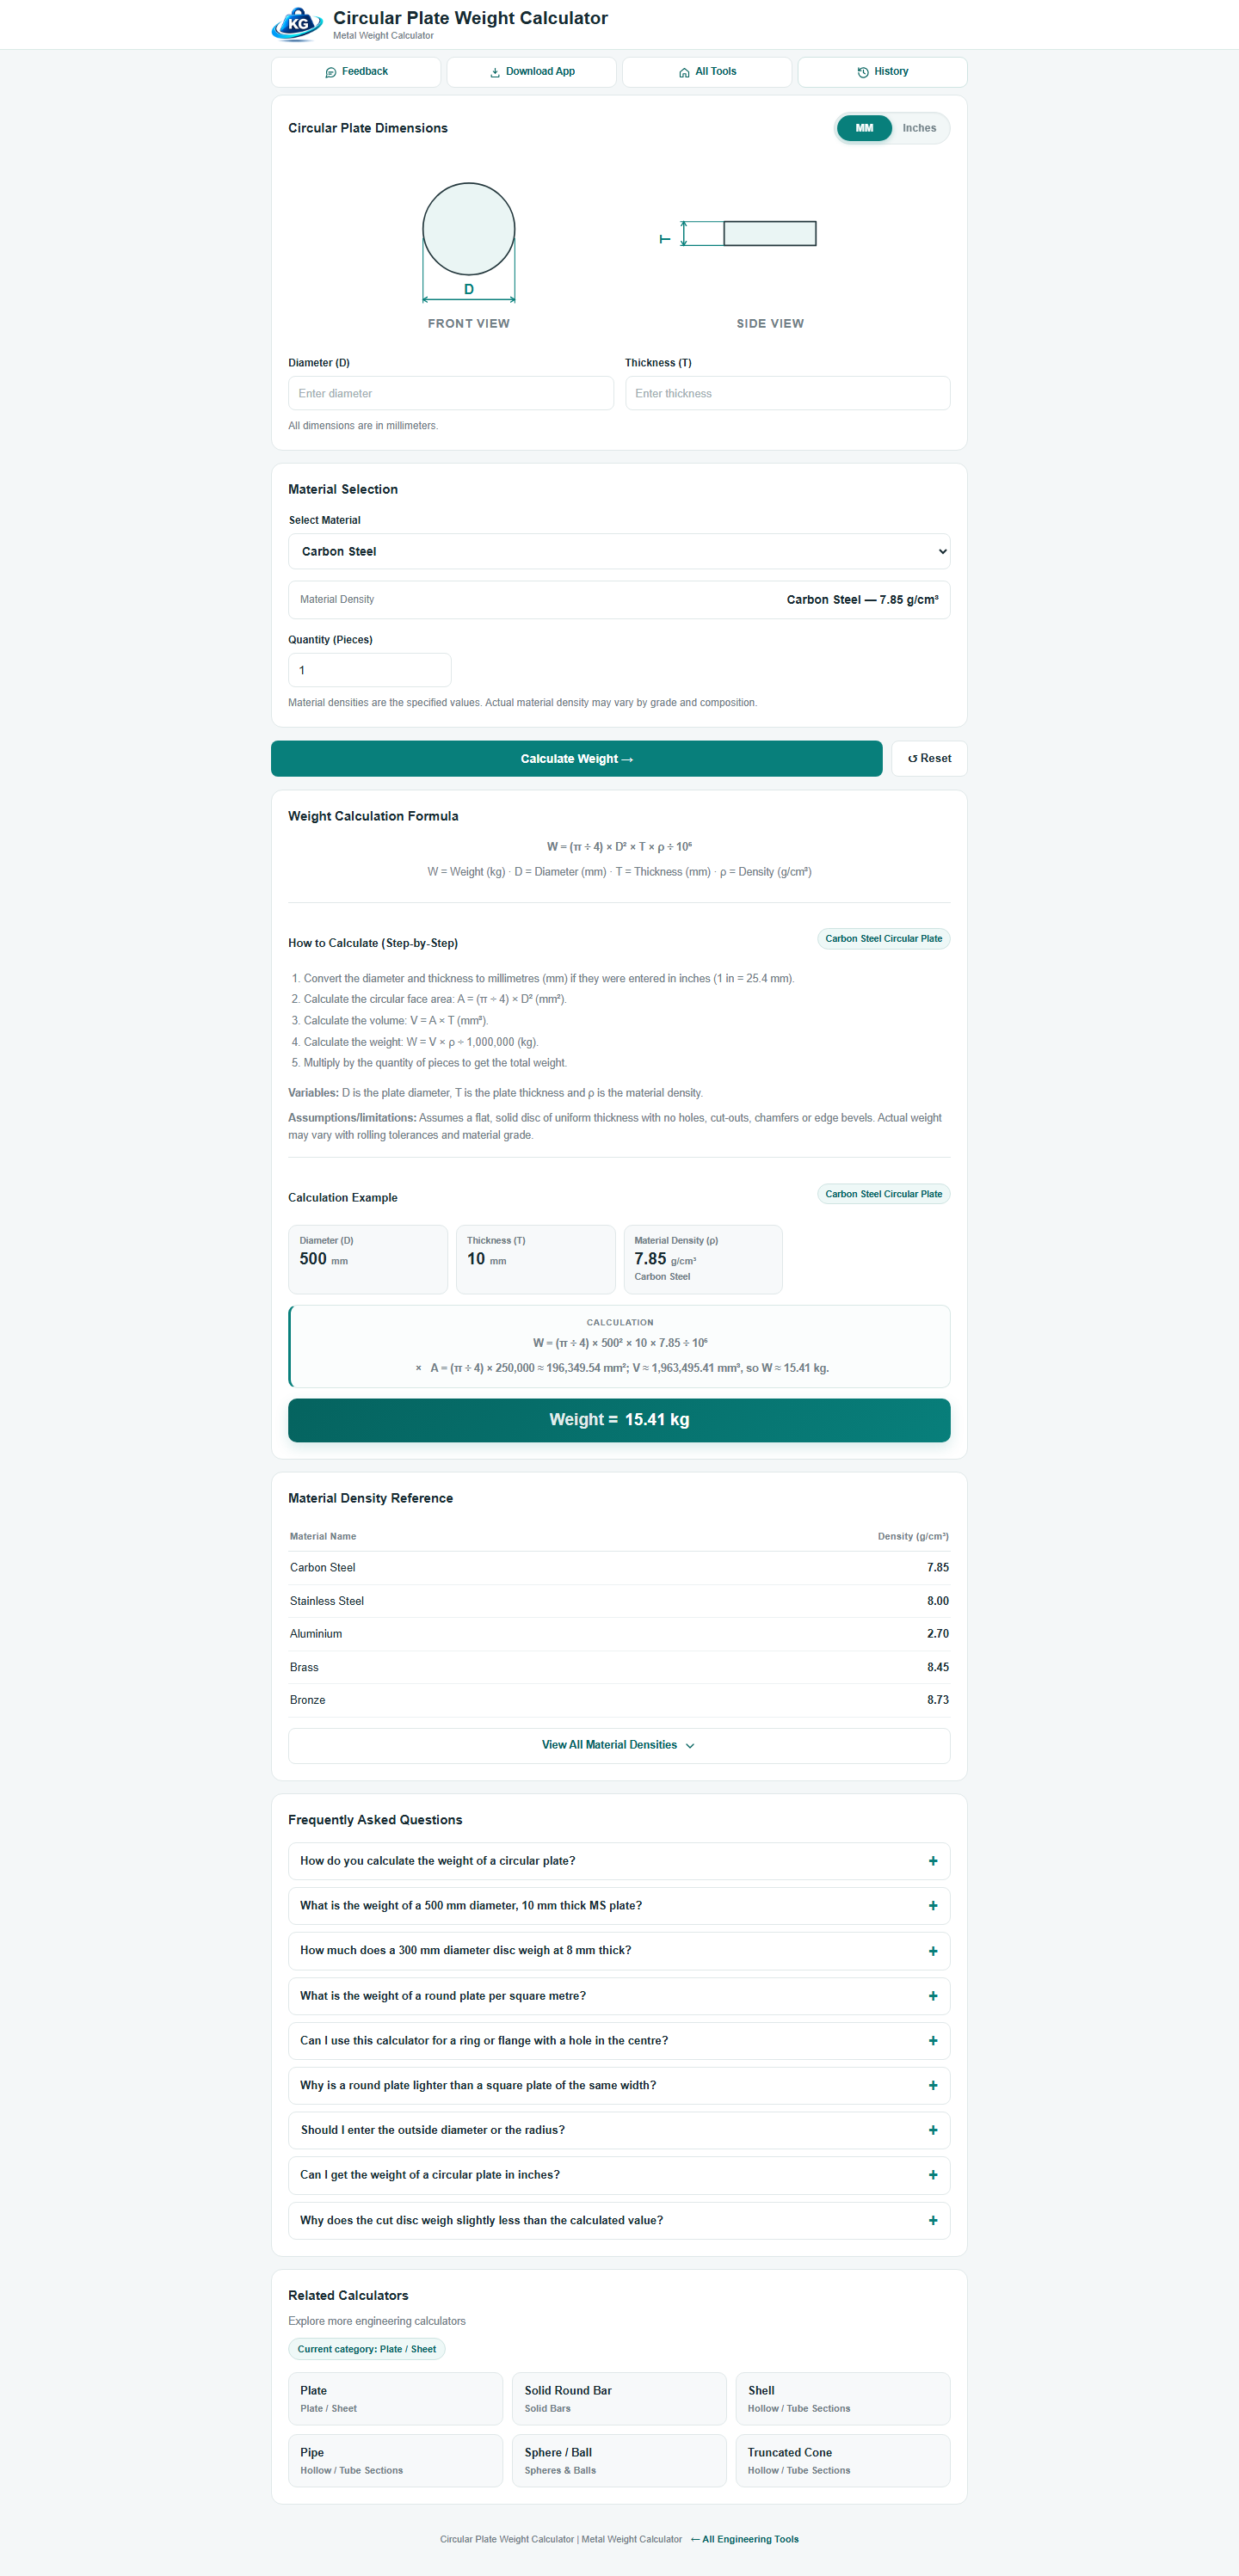 KG
Circular Plate Weight Calculator
Metal Weight Calculator
Feedback
Download App
All Tools
History
Circular Plate Dimensions
MM
Inches
D
T
FRONT VIEW
SIDE VIEW
Diameter (D)
Thickness (T)
Enter diameter
Enter thickness
All dimensions are in millimeters.
Material Selection
Select Material
Carbon Steel
Material Density
Carbon Steel — 7.85 g/cm³
Quantity (Pieces)
1
Material densities are the specified values. Actual material density may vary by grade and composition.
Calculate Weight →
↺ Reset
Weight Calculation Formula
W = (π ÷ 4) × D² × T × ρ ÷ 10⁶
W = Weight (kg) · D = Diameter (mm) · T = Thickness (mm) · ρ = Density (g/cm³)
How to Calculate (Step-by-Step)
Carbon Steel Circular Plate
1. Convert the diameter and thickness to millimetres (mm) if they were entered in inches (1 in = 25.4 mm).
2. Calculate the circular face area: A = (π ÷ 4) × D² (mm²).
3. Calculate the volume: V = A × T (mm³).
4. Calculate the weight: W = V × ρ ÷ 1,000,000 (kg).
5. Multiply by the quantity of pieces to get the total weight.
Variables: D is the plate diameter, T is the plate thickness and ρ is the material density.
Assumptions/limitations: Assumes a flat, solid disc of uniform thickness with no holes, cut-outs, chamfers or edge bevels. Actual weight
may vary with rolling tolerances and material grade.
Calculation Example
Carbon Steel Circular Plate
Diameter (D)
500 mm
Thickness (T)
10 mm
Material Density (ρ)
7.85 g/cm³
Carbon Steel
CALCULATION
W = (π ÷ 4) × 500² × 10 × 7.85 ÷ 10⁶
× A = (π ÷ 4) × 250,000 ≈ 196,349.54 mm²; V ≈ 1,963,495.41 mm³, so W ≈ 15.41 kg.
Weight = 15.41 kg
Material Density Reference
Material Name
Density (g/cm³)
Carbon Steel
7.85
Stainless Steel
8.00
Aluminium
2.70
Brass
8.45
Bronze
8.73
View All Material Densities
Frequently Asked Questions
How do you calculate the weight of a circular plate?
+
What is the weight of a 500 mm diameter, 10 mm thick MS plate?
+
How much does a 300 mm diameter disc weigh at 8 mm thick?
+
What is the weight of a round plate per square metre?
+
Can I use this calculator for a ring or flange with a hole in the centre?
+
Why is a round plate lighter than a square plate of the same width?
+
Should I enter the outside diameter or the radius?
+
Can I get the weight of a circular plate in inches?
+
Why does the cut disc weigh slightly less than the calculated value?
+
Related Calculators
Explore more engineering calculators
Current category: Plate / Sheet
Plate
Plate / Sheet
Solid Round Bar
Solid Bars
Shell
Hollow / Tube Sections
Pipe
Hollow / Tube Sections
Sphere / Ball
Spheres & Balls
Truncated Cone
Hollow / Tube Sections
Circular Plate Weight Calculator | Metal Weight Calculator ← All Engineering Tools